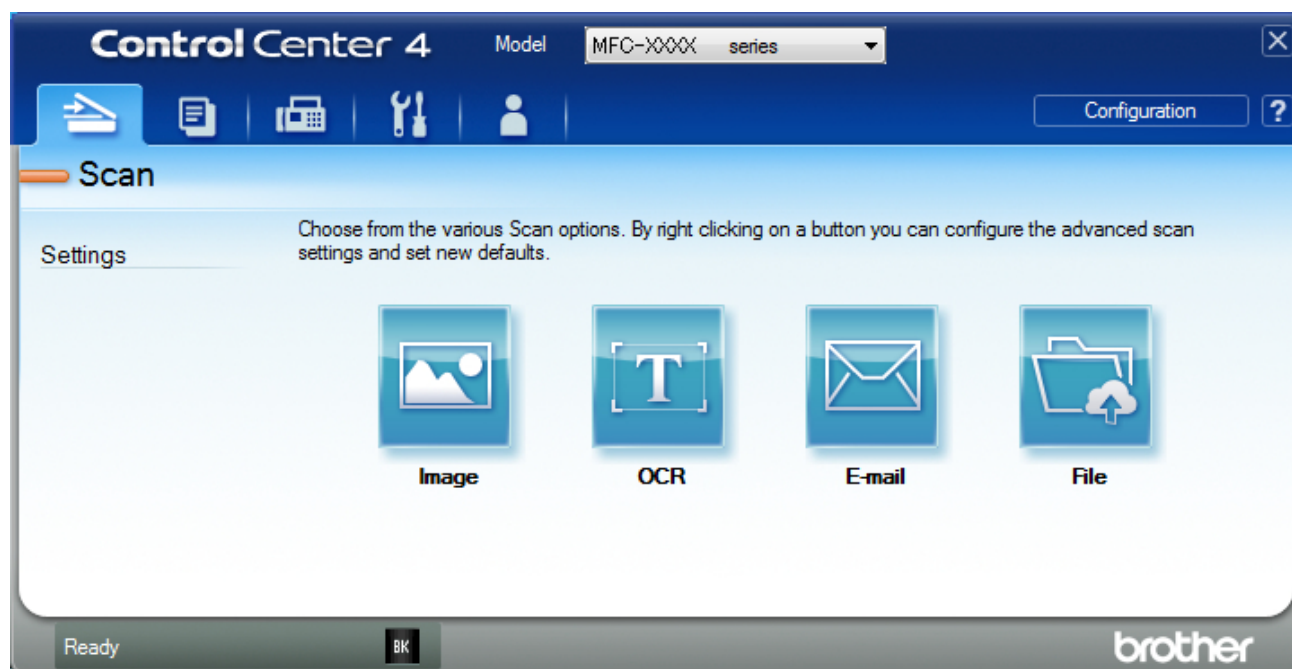 ControlCenter 4
Model
MFC-XXXX series
Configuration
?
Scan
Settings
Choose from the various Scan options. By right clicking on a button you can configure the advanced scan
settings and set new defaults.
T
Image
OCR
E-mail
File
Ready
BK
brother